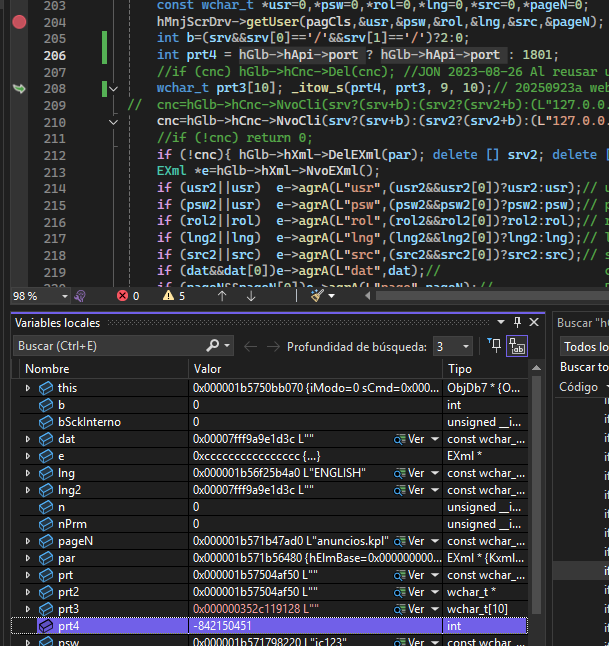 const wchar_t *usr=0,*psw=0,*rol=0,*lng=0,*src=0,*pageN=0;
203 hMnjScrDrv->getUser(pagCls,&usr,&psw,&rol,&lng,&src,&pageN);
205 int b=(srv&&srv[0]=='/'&&srv[1]=='/')?2:0;
206 int prt4 = hGlb->hApi->port ? hGlb->hApi->port : 1801;
207 //if (cnc) hGlb->hCnc->Del(cnc); //JON 2023-08-26 Al reusar u
208 wchar_t prt3[10]; _itow_s(prt4, prt3, 9, 10);// 20250923a web
209 // cnc=hGlb->hCnc->NvoCli(srv?(srv+b):(srv2?(srv2+b):(L"127.0.0.
210 cnc=hGlb->hCnc->NvoCli(srv?(srv+b):(srv2?(srv2+b):(L"127.0.0.
211 //if (!cnc) return 0;
212 if (!cnc){ hGlb->hXml->DelEXml(par); delete [] srv2; delete [
213 EXml *e=hGlb->hXml->NvoEXml();
214 if (usr2||usr) e->agrA(L"usr",(usr2&&usr2[0])?usr2:usr);// u
215 if (psw2||psw) e->agrA(L"psw",(psw2&&psw2[0])?psw2:psw);// p
216 if (rol2||rol) e->agrA(L"rol",(rol2&&rol2[0])?rol2:rol);// r
217 if (lng2||lng) e->agrA(L"lng",(lng2&&lng2[0])?lng2:lng);// l
218 if (src2||src) e->agrA(L"src",(src2&&src2[0])?src2:src);// s
219 if (dat&&dat[0])e->agrA(L"dat",dat);//
98 % 0 5
Variables locales
Buscar (Ctrl+E) Profundidad de búsqueda: 3
Nombre Valor Tipo
this 0x000001b5750bb070 {iModo=0 sCmd=0x000... ObjDb7 * {O...
b 0 int
bSckInterno 0 unsigned __i...
dat 0x00007fff9a9e1d3c L"" Ver const wchar_...
e 0xcccccccccccccccc {...} EXml *
lng 0x000001b56f25b4a0 L"ENGLISH" Ver const wchar_...
lng2 0x00007fff9a9e1d3c L"" Ver const wchar_...
n 0 unsigned __i...
nPrm 0 unsigned __i...
pageN 0x000001b571b47ad0 L"anuncios.kpl" Ver const wchar_...
par 0x000001b571b56480 {hElmBase=0x000000000... EXml * {Kxml...
prt 0x000001b57504af50 L"" Ver const wchar_...
prt2 0x000001b57504af50 L"" Ver wchar_t *
prt3 0x000000352c119128 L"" Ver wchar_t[10]
prt4 -842150451 int
psw 0x000001b571798220 L"ic123" Ver const wchar_...
Buscar "h
Todos lo
Buscar to
Código